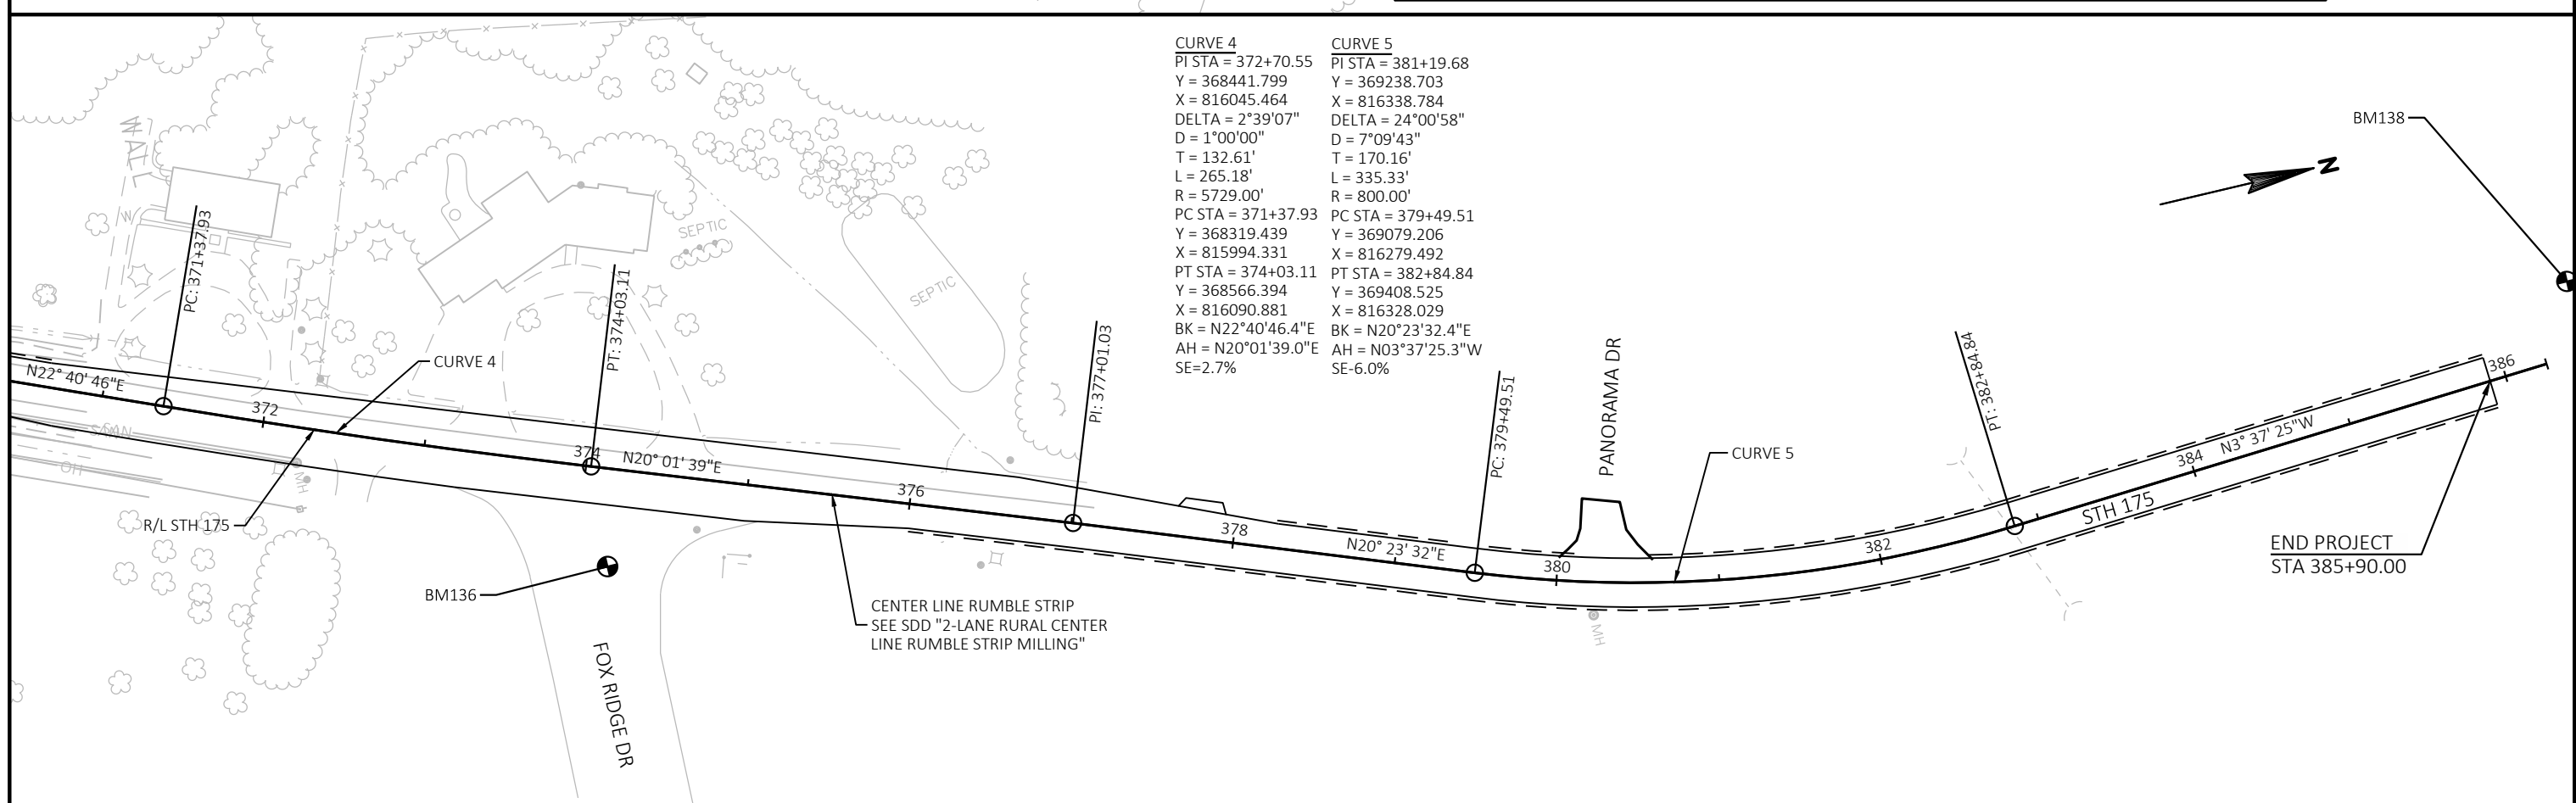 CURVE 4
PI STA = 372+70.55
Y = 368441.799
X = 816045.464
DELTA = 2°39'07"
D = 1°00'00"
T = 132.61'
L = 265.18'
R = 5729.00'
PC STA = 371+37.93
Y = 368319.439
X = 815994.331
PT STA = 374+03.11
Y = 368566.394
X = 816090.881
BK = N22°40'46.4"E
AH = N20°01'39.0"E
SE=2.7%
CURVE 5
PI STA = 381+19.68
Y = 369238.703
X = 816338.784
DELTA = 24°00'58"
D = 7°09'43"
T = 170.16'
L = 335.33'
R = 800.00'
PC STA = 379+49.51
Y = 369079.206
X = 816279.492
PT STA = 382+84.84
Y = 369408.525
X = 816328.029
BK = N20°23'32.4"E
AH = N03°37'25.3"W
SE-6.0%
BM138
N
W
SEPTIC
SEPTIC
PC: 371+37.93
PT: 374+03.11
PI: 377+01.03
PC: 379+49.51
PANORAMA DR
PT: 382+84.84
N22° 40' 46"E
372
CURVE 4
374
N20° 01' 39"E
376
378
N20° 23' 32"E
380
CURVE 5
382
STH 175
384
N3° 37' 25"W
386
SAN
OH
MH
R/L STH 175
BM136
FOX RIDGE DR
CENTER LINE RUMBLE STRIP
SEE SDD "2-LANE RURAL CENTER
LINE RUMBLE STRIP MILLING"
MH
END PROJECT
STA 385+90.00